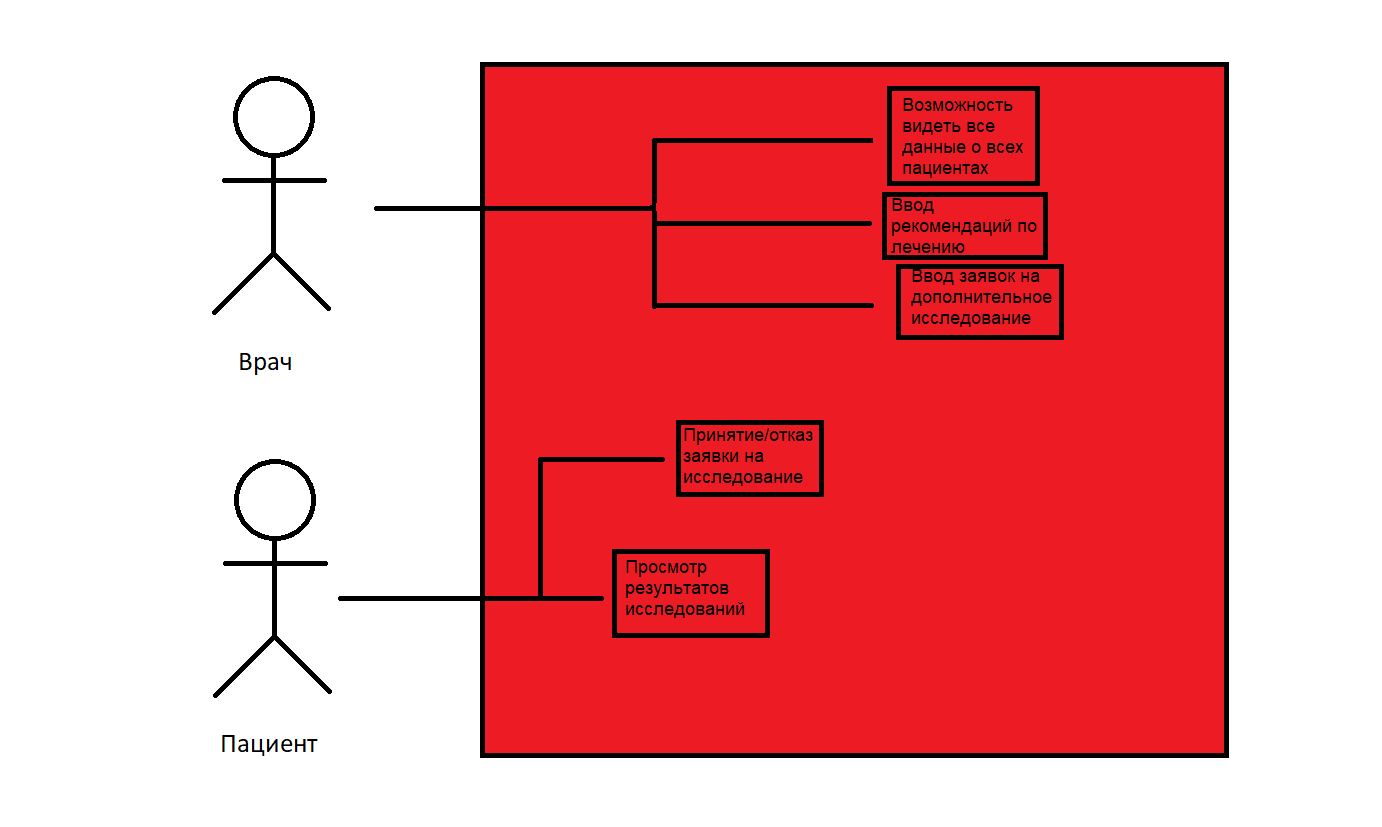 Возможность
видеть все
данные о всех
пациентах
Ввод
рекомендаций по
лечению
Ввод заявок на
дополнительное
исследование
Врач
Принятие/отказ
заявки на
исследование
Просмотр
результатов
исследований
Пациент